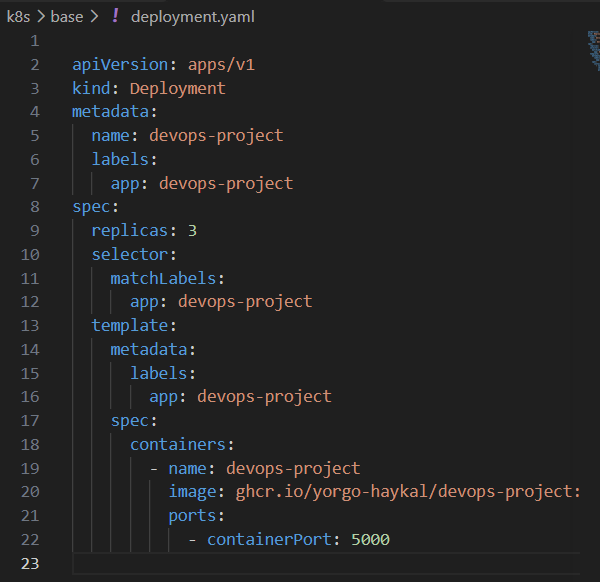 k8s > base > ! deployment.yaml
1
2 apiVersion: apps/v1
3 kind: Deployment
4 metadata:
5   name: devops-project
6   labels:
7     app: devops-project
8 spec:
9   replicas: 3
10   selector:
11     matchLabels:
12       app: devops-project
13   template:
14     metadata:
15       labels:
16         app: devops-project
17     spec:
18       containers:
19         - name: devops-project
20           image: ghcr.io/yorgo-haykal/devops-project:
21           ports:
22             - containerPort: 5000
23